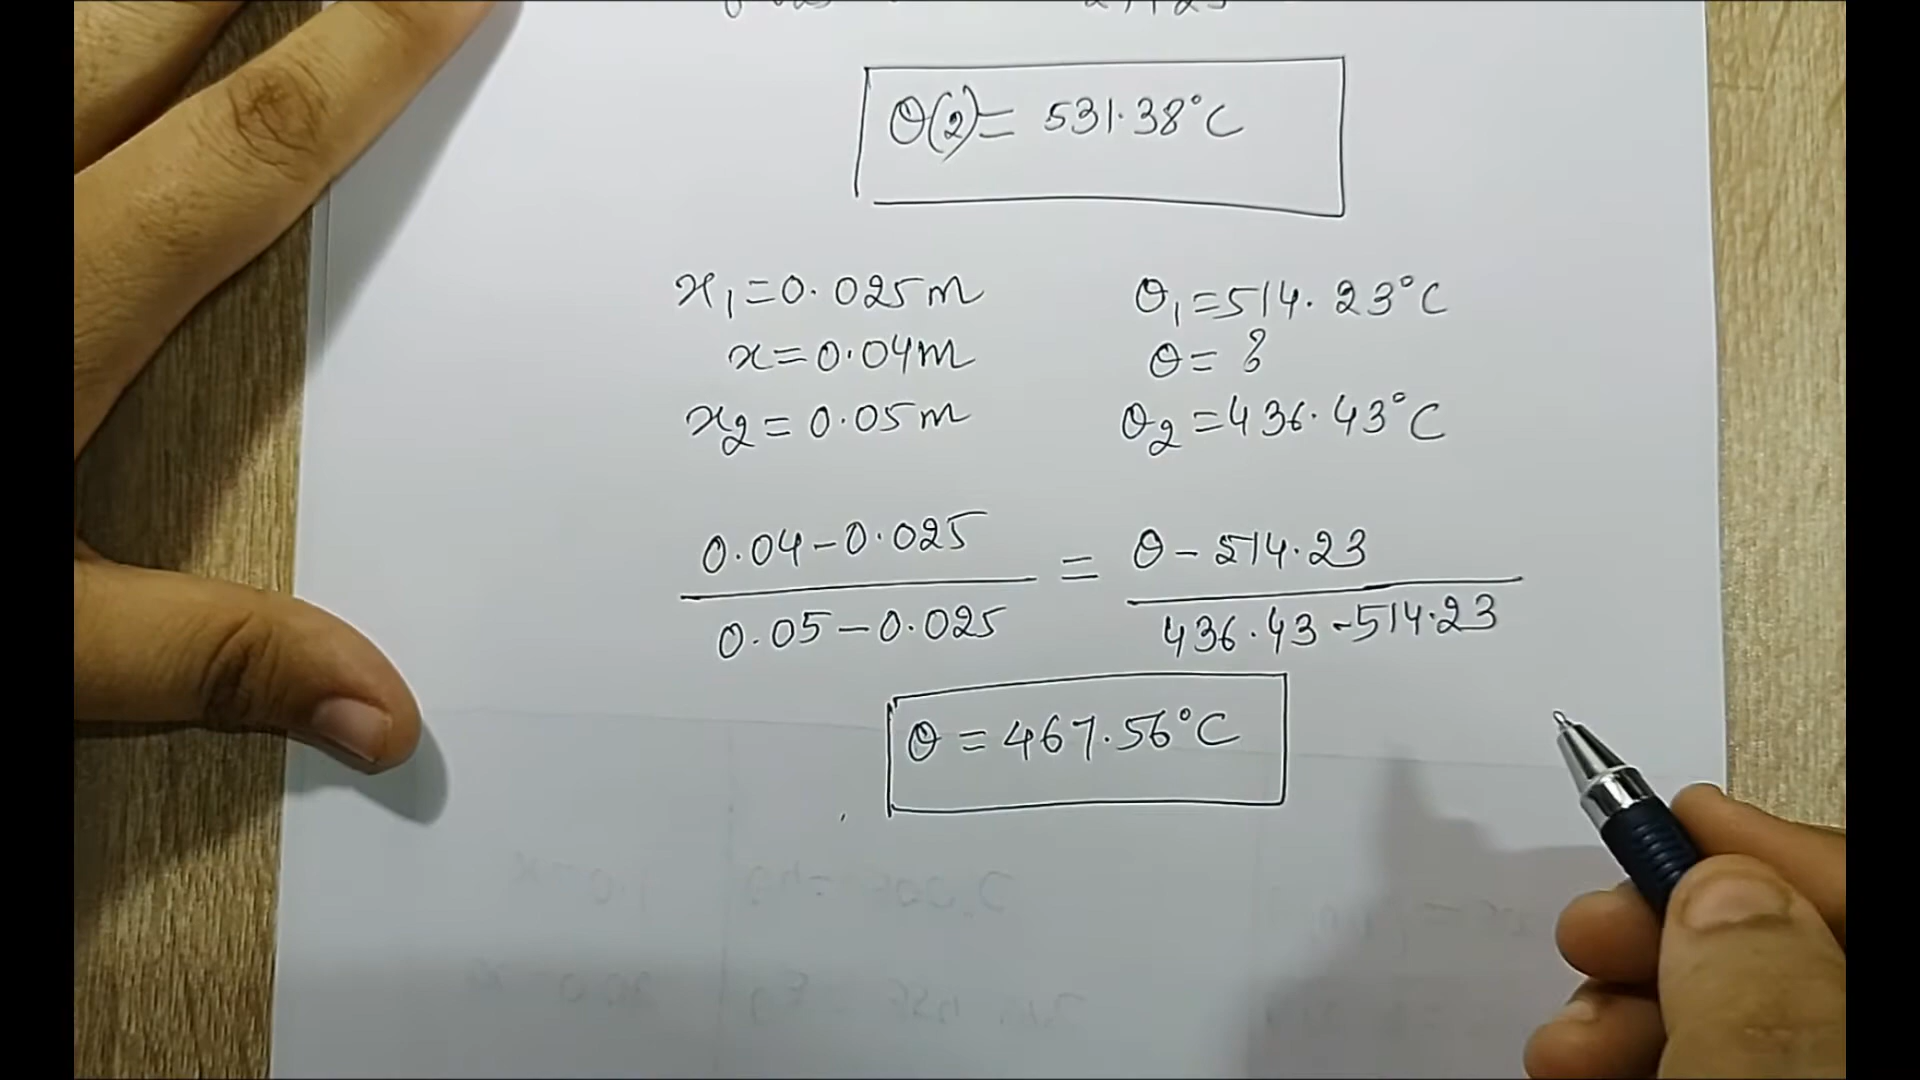 θ(2) = 531.38°C
x₁ = 0.025m θ₁ = 514.23°C
x = 0.04m θ = ?
x₂ = 0.05m θ₂ = 436.43°C
0.04 - 0.025 = θ - 514.23
0.05 - 0.025 436.43 - 514.23
θ = 467.56°C